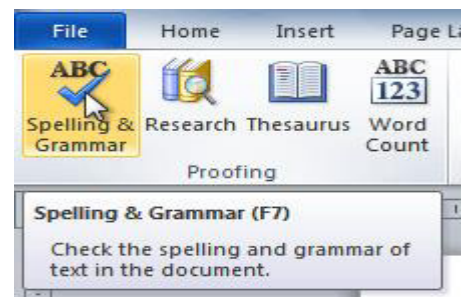 File Home Insert Page La
ABC ABC
123
Spelling & Grammar Research Thesaurus Word Count
Proofing
Spelling & Grammar (F7)
Check the spelling and grammar of
text in the document.